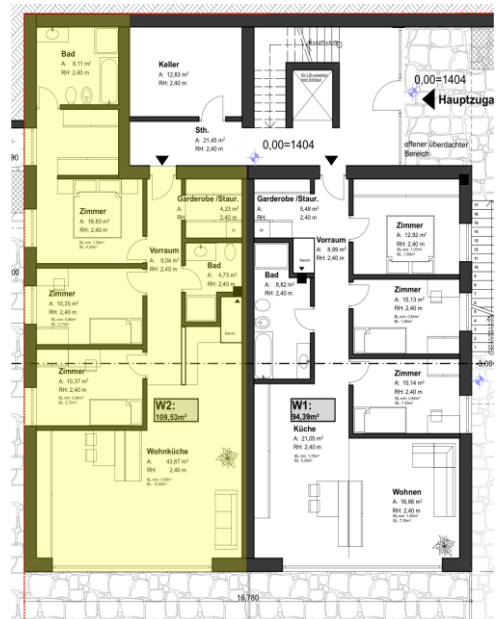 Bad
A: 8,11 m²
RH: 2,40 m
Keller
A: 12,83 m²
RH: 2,40 m
0,00=1404
Hauptzuga
Sth.
A: 21,45 m²
RH: 2,40 m
0,00=1404
offener überdachter
Bereich
Garderobe /Staur.
4,23 m²
2,40 m
Garderobe /Staur.
A: 5,48 m²
RH: 2,40 m
Zimmer
A: 18,63 m²
RH: 2,40 m
Vorraum
A: 9,04 m²
RH: 2,40 m
Bad
A: 4,73 m²
RH: 2,40 m
Vorraum
A: 8,99 m²
RH: 2,40 m
Zimmer
A: 12,92 m²
RH: 2,40 m
Zimmer
A: 10,35 m²
RH: 2,40 m
Bad
A: 8,82 m²
RH: 2,40 m
Zimmer
A: 10,13 m²
RH: 2,40 m
Zimmer
A: 10,37 m²
RH: 2,40 m
Zimmer
A: 10,14 m²
RH: 2,40 m
W2:
109,53m²
W1:
94,39m²
Küche
A: 21,05 m²
RH: 2,40 m
Wohnküche
A: 43,67 m²
RH: 2,40 m
Wohnen
A: 16,86 m²
RH: 2,40 m
16,780